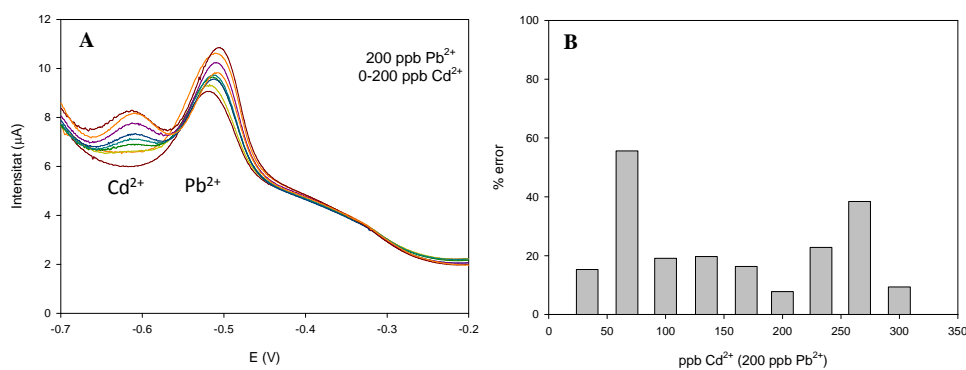 A
200 ppb Pb²⁺
0-200 ppb Cd²⁺
12
10
8
6
4
2
0
Intensitat (µA)
Cd²⁺ Pb²⁺
-0.7 -0.6 -0.5 -0.4 -0.3 -0.2
E (V)
B
100
80
60
40
20
0
% error
0 50 100 150 200 250 300 350
ppb Cd²⁺ (200 ppb Pb²⁺)